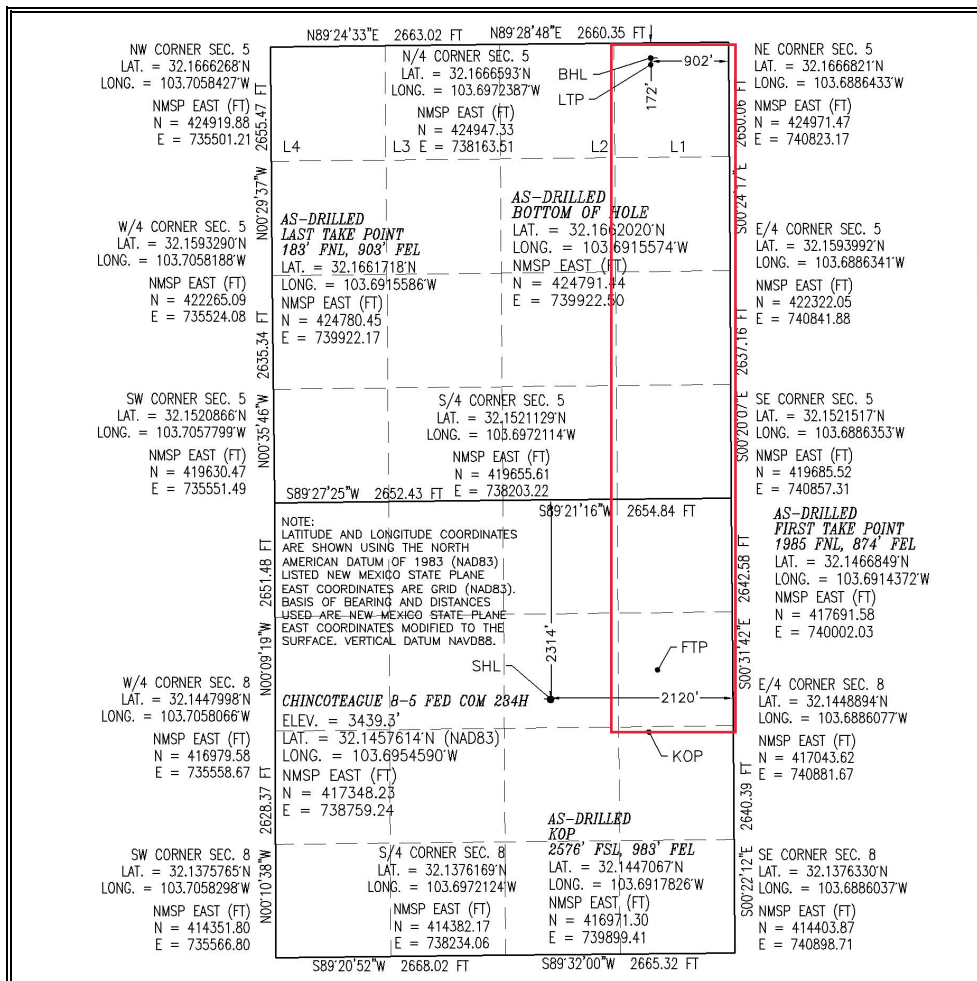 N89°24'33"E 2663.02 FT
N89°28'48"E 2660.35 FT
NW CORNER SEC. 5
LAT. = 32.1666268°N
LONG. = 103.7058427°W
NMSP EAST (FT)
N = 424919.88
E = 735501.21
N/4 CORNER SEC. 5
LAT. = 32.1666593°N
LONG. = 103.6972387°W
NMSP EAST (FT)
N = 424947.33
E = 738163.51
BHL
LTP
902'
172'
NE CORNER SEC. 5
LAT. = 32.1666821°N
LONG. = 103.6886433°W
NMSP EAST (FT)
N = 424971.47
E = 740823.17
L4
L3
L2
L1
N00°29'37"W 2655.47 FT
S00°24'17"E 2650.06 FT
W/4 CORNER SEC. 5
LAT. = 32.1593290°N
LONG. = 103.7058188°W
NMSP EAST (FT)
N = 422265.09
E = 735524.08
AS-DRILLED
LAST TAKE POINT
183' FNL, 903' FEL
LAT. = 32.1661718°N
LONG. = 103.6915586°W
NMSP EAST (FT)
N = 424780.45
E = 739922.17
AS-DRILLED
BOTTOM OF HOLE
LAT. = 32.1662020°N
LONG. = 103.6915574°W
NMSP EAST (FT)
N = 424791.44
E = 739922.50
E/4 CORNER SEC. 5
LAT. = 32.1593992°N
LONG. = 103.6886341°W
NMSP EAST (FT)
N = 422322.05
E = 740841.88
N00°35'46"W 2635.34 FT
S00°20'07"E 2637.16 FT
SW CORNER SEC. 5
LAT. = 32.1520866°N
LONG. = 103.7057799°W
NMSP EAST (FT)
N = 419630.47
E = 735551.49
S/4 CORNER SEC. 5
LAT. = 32.1521129°N
LONG. = 103.6972114°W
NMSP EAST (FT)
N = 419655.61
E = 738203.22
SE CORNER SEC. 5
LAT. = 32.1521517°N
LONG. = 103.6886353°W
NMSP EAST (FT)
N = 419685.52
E = 740857.31
S89°27'25"W 2652.43 FT
S89°21'16"W 2654.84 FT
NOTE:
LATITUDE AND LONGITUDE COORDINATES
ARE SHOWN USING THE NORTH
AMERICAN DATUM OF 1983 (NAD83)
LISTED NEW MEXICO STATE PLANE
EAST COORDINATES ARE GRID (NAD83).
BASIS OF BEARING AND DISTANCES
USED ARE NEW MEXICO STATE PLANE
EAST COORDINATES MODIFIED TO THE
SURFACE. VERTICAL DATUM NAVD88.
AS-DRILLED
FIRST TAKE POINT
1985 FNL, 874' FEL
LAT. = 32.1466849°N
LONG. = 103.6914372°W
NMSP EAST (FT)
N = 417691.58
E = 740002.03
N00°09'19"W 2651.48 FT
S00°31'42"E 2642.58 FT
2314'
SHL
FTP
2120'
KOP
W/4 CORNER SEC. 8
LAT. = 32.1447998°N
LONG. = 103.7058066°W
NMSP EAST (FT)
N = 416979.58
E = 735558.67
CHINCOTEAGUE 8-5 FED COM 234H
ELEV. = 3439.3'
LAT. = 32.1457614°N (NAD83)
LONG. = 103.6954590°W
NMSP EAST (FT)
N = 417348.23
E = 738759.24
E/4 CORNER SEC. 8
LAT. = 32.1448894°N
LONG. = 103.6886077°W
NMSP EAST (FT)
N = 417043.62
E = 740881.67
N00°10'38"W 2628.37 FT
S00°22'12"E 2640.39 FT
SW CORNER SEC. 8
LAT. = 32.1375765°N
LONG. = 103.7058298°W
NMSP EAST (FT)
N = 414351.80
E = 735566.80
S/4 CORNER SEC. 8
LAT. = 32.1376169°N
LONG. = 103.6972124°W
NMSP EAST (FT)
N = 414382.17
E = 738234.06
AS-DRILLED
KOP
2576' FSL, 983' FEL
LAT. = 32.1447067°N
LONG. = 103.6917826°W
NMSP EAST (FT)
N = 416971.30
E = 739899.41
SE CORNER SEC. 8
LAT. = 32.1376330°N
LONG. = 103.6886037°W
NMSP EAST (FT)
N = 414403.87
E = 740898.71
S89°20'52"W 2668.02 FT
S89°32'00"W 2665.32 FT